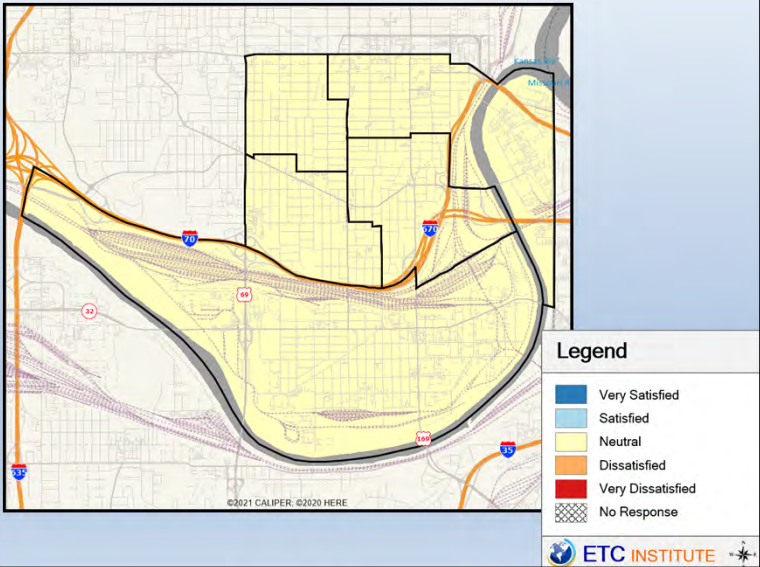 Kansas Riv
Missouri R
70
670
69
32
169
635
35
©2021 CALIPER; ©2020 HERE
Legend
Very Satisfied
Satisfied
Neutral
Dissatisfied
Very Dissatisfied
No Response
ETC INSTITUTE